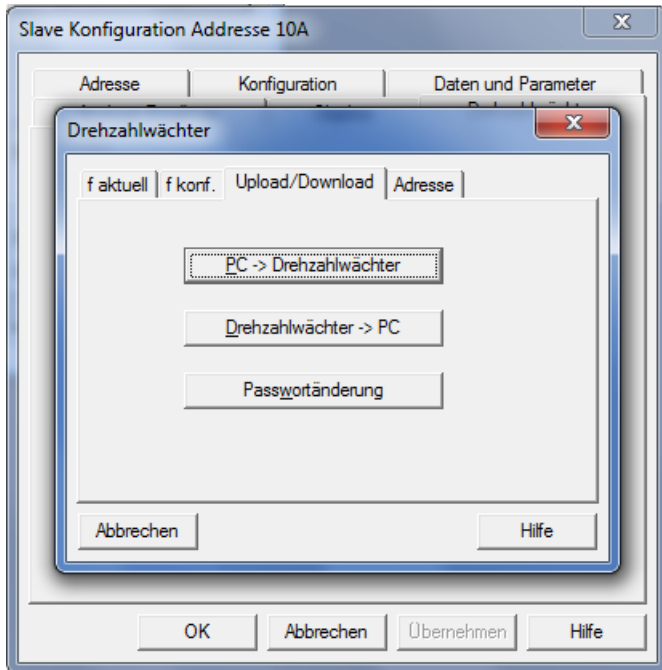 Slave Konfiguration Addresse 10A
Adresse Konfiguration Daten und Parameter
Drehzahlwächter
f aktuell f konf. Upload/Download Adresse
PC -> Drehzahlwächter
Drehzahlwächter -> PC
Passwortänderung
Abbrechen Hilfe
OK Abbrechen Übernehmen Hilfe